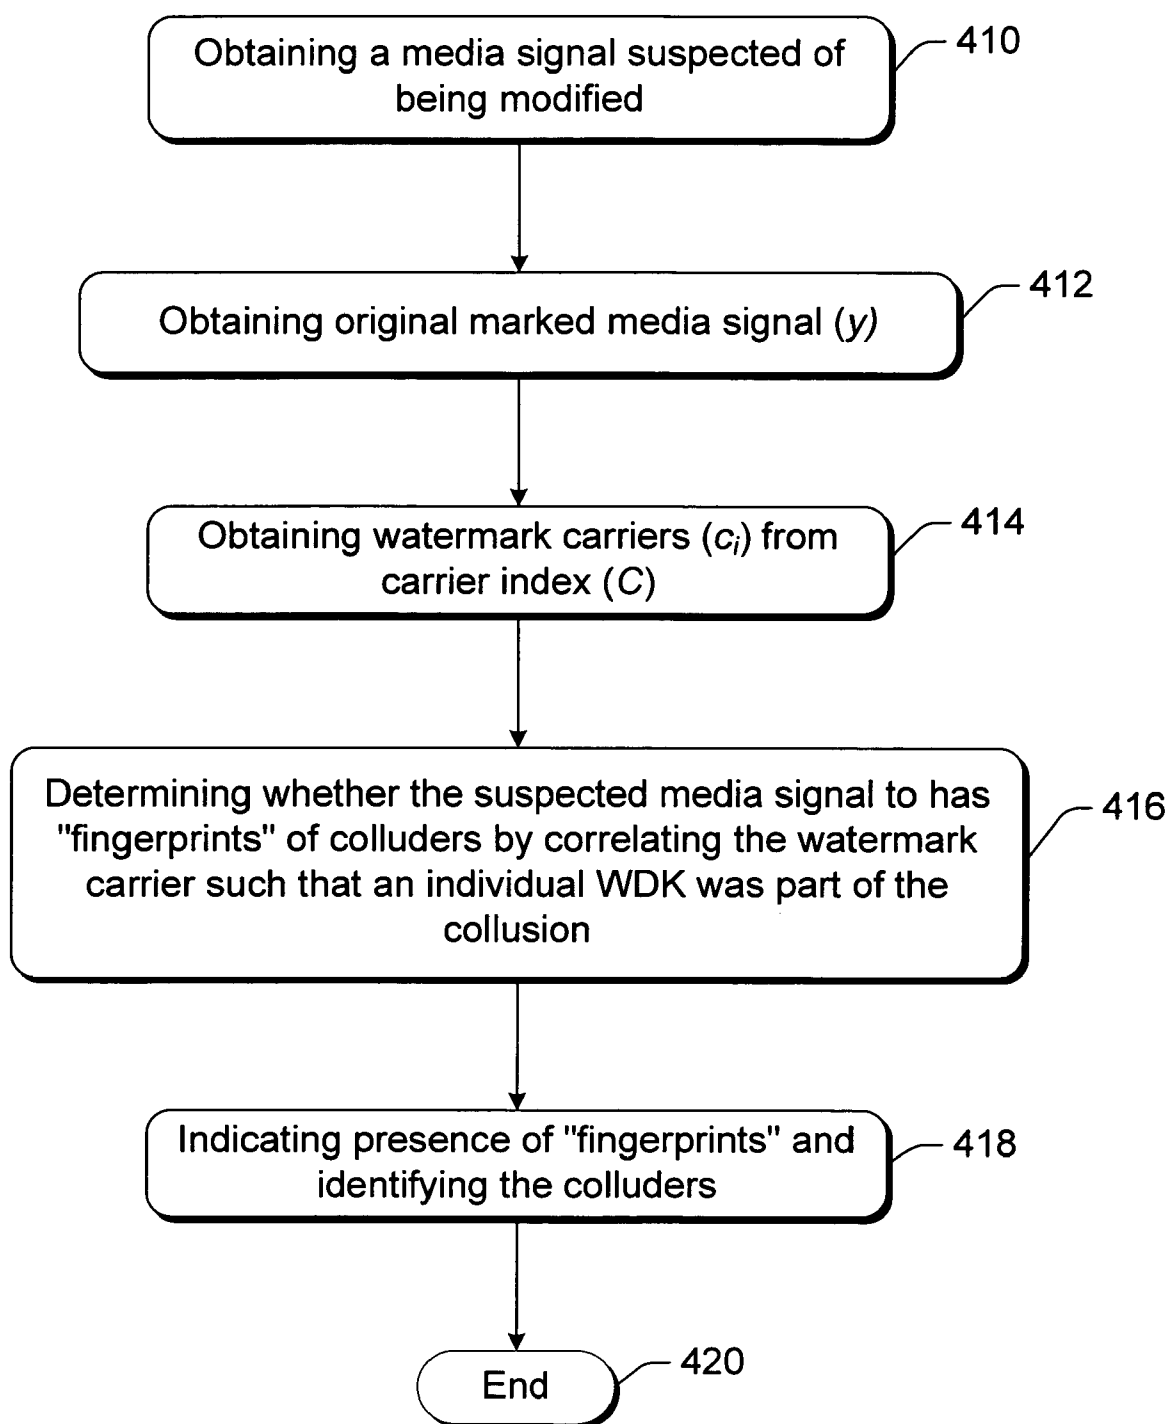 Obtaining a media signal suspected of
being modified
410
Obtaining original marked media signal (y)
412
Obtaining watermark carriers (ci) from
carrier index (C)
414
Determining whether the suspected media signal to has
"fingerprints" of colluders by correlating the watermark
carrier such that an individual WDK was part of the
collusion
416
Indicating presence of "fingerprints" and
identifying the colluders
418
End
420